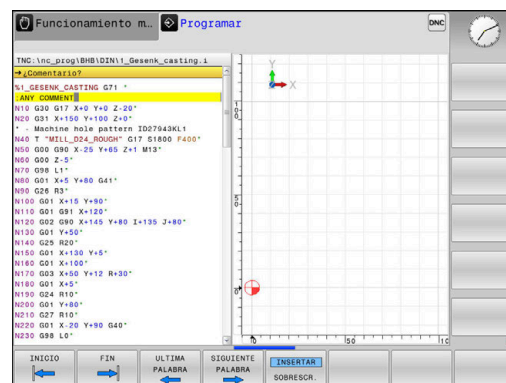 Funcionamiento m... Programar
DNC
TNC:\nc_prog\BHB\DIN\1_Gesenk_casting.i
→¿Comentario?
%1_GESENK_CASTING G71 *
;ANY COMMENT
N10 G30 G17 X+0 Y+0 Z-20*
N20 G31 X+150 Y+100 Z+0*
* - Machine hole pattern ID27943KL1
N40 T "MILL_D24_ROUGH" G17 S1800 F400*
N50 G00 G90 X-25 Y+65 Z+1 M13*
N60 G00 Z-5*
N70 G98 L1*
N80 G01 X+5 Y+80 G41*
N90 G26 R3*
N100 G01 X+15 Y+90*
N110 G01 G91 X+120*
N120 G02 G90 X+145 Y+80 I+135 J+80*
N130 G01 Y+50*
N140 G25 R20*
N150 G01 X+130 Y+5*
N160 G01 X+100*
N170 G03 X+50 Y+12 R+30*
N180 G01 X+5*
N190 G24 R10*
N200 G01 Y+80*
N210 G27 R10*
N220 G01 X-20 Y+90 G40*
N230 G98 L0*
Y
X
100
50
0
0
50
INICIO
FIN
ULTIMA PALABRA
SIGUIENTE PALABRA
INSERTAR
SOBRESCR.